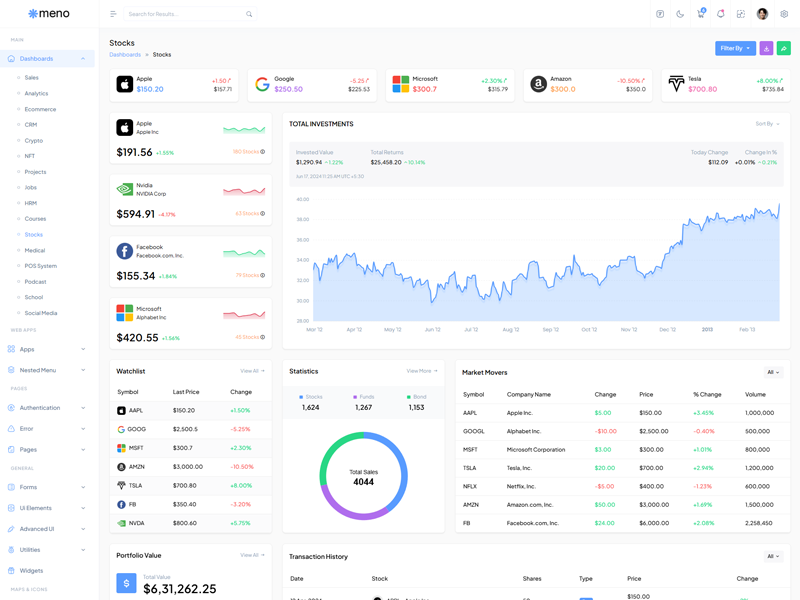 meno
Search for Results...
MAIN
Dashboards
Sales
Analytics
Ecommerce
CRM
Crypto
NFT
Projects
Jobs
HRM
Courses
Stocks
Medical
POS System
Podcast
School
Social Media
WEB APPS
Apps
Nested Menu
PAGES
Authentication
Error
Pages
GENERAL
Forms
UI Elements
Advanced UI
Utilities
Widgets
MAPS & ICONS
Stocks
Dashboards
Stocks
Filter By
Apple +1.50
$150.20 $157.71
Google -5.25
$250.50 $225.53
Microsoft +2.30%
$300.7 $315.79
Amazon -10.50%
$300.0 $350.0
Tesla +8.00%
$700.80 $735.84
Apple
Apple Inc
$191.56 +1.55% 180 Stocks
Nvidia
NVIDIA Corp
$594.91 -4.17% 63 Stocks
Facebook
Facebook.com, Inc.
$155.34 +1.84% 79 Stocks
Microsoft
Alphabet Inc
$420.55 +1.56% 45 Stocks
TOTAL INVESTMENTS Sort By
Invested Value Total Returns Today Change Change In %
$1,290.94 ~1.22% $25,458.20 ~10.14% $112.09 +0.01% ~0.21%
Jun 17, 2024 11:25 AM UTC +5:30
40.00
38.00
36.00
34.00
32.00
30.00
28.00
Mar '12 Apr '12 May '12 Jun '12 Jul '12 Aug '12 Sep '12 Oct '12 Nov '12 Dec '12 2013 Feb '13
Watchlist View All
Symbol Last Price Change
AAPL $150.20 +1.50%
GOOG $2,500.5 -5.25%
MSFT $300.7 +2.30%
AMZN $3,000.00 -10.50%
TSLA $700.80 +8.00%
FB $350.40 -3.20%
NVDA $800.60 +5.75%
Statistics View More
Stocks Funds Bond
1,624 1,267 1,153
Total Sales
4044
Market Movers All
Symbol Company Name Change Price % Change Volume
AAPL Apple Inc. $5.00 $150.00 +3.45% 1,000,000
GOOGL Alphabet Inc. -$10.00 $2,500.00 -0.40% 500,000
MSFT Microsoft Corporation $3.00 $300.00 +1.01% 800,000
TSLA Tesla, Inc. $20.00 $700.00 +2.94% 1,200,000
NFLX Netflix, Inc. -$5.00 $400.00 -1.23% 600,000
AMZN Amazon.com, Inc. $50.00 $3,000.00 +1.69% 1,500,000
FB Facebook.com, Inc. $24.00 $6,000.00 +2.08% 2,258,450
Portfolio Value View All
Total Value
$6,31,262.25
Transaction History All
Date Stock Shares Type Price Change
$150.00